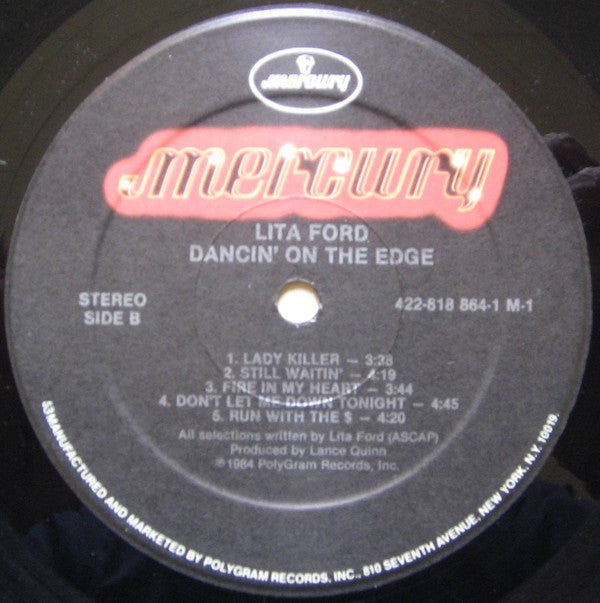 mercury
mercury
LITA FORD
DANCIN' ON THE EDGE
STEREO
SIDE B
422-818 864-1 M-1
1. LADY KILLER – 3:38
2. STILL WAITIN' – 4:19
3. FIRE IN MY HEART – 3:44
4. DON'T LET ME DOWN TONIGHT – 4:45
5. RUN WITH THE $ – 4:20
All selections written by Lita Ford (ASCAP)
Produced by Lance Quinn
℗1984 PolyGram Records, Inc.
53 MANUFACTURED AND MARKETED BY POLYGRAM RECORDS, INC., 810 SEVENTH AVENUE, NEW YORK, N.Y. 10019.